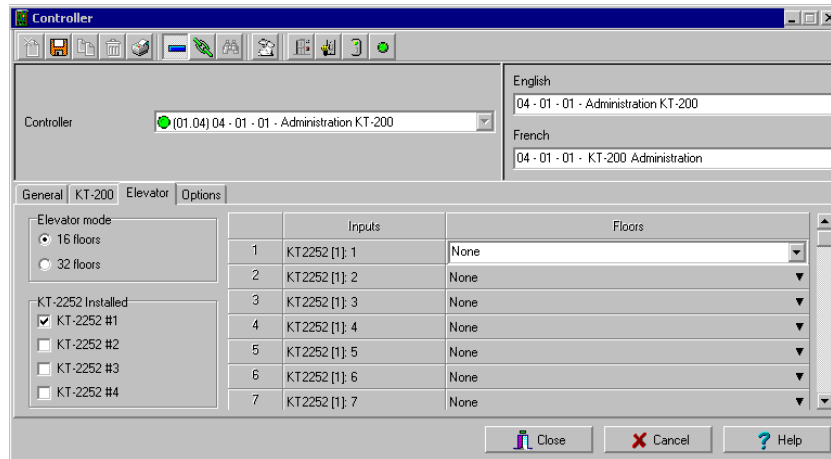 Controller
English
04 - 01 - 01 - Administration KT-200
Controller
(01.04) 04 - 01 - 01 - Administration KT-200
French
04 - 01 - 01 - KT-200 Administration
General KT-200 Elevator Options
Elevator mode
16 floors
32 floors
KT-2252 Installed
KT-2252 #1
KT-2252 #2
KT-2252 #3
KT-2252 #4
Inputs Floors
1 KT2252 [1]: 1 None
2 KT2252 [1]: 2 None
3 KT2252 [1]: 3 None
4 KT2252 [1]: 4 None
5 KT2252 [1]: 5 None
6 KT2252 [1]: 6 None
7 KT2252 [1]: 7 None
Close Cancel Help